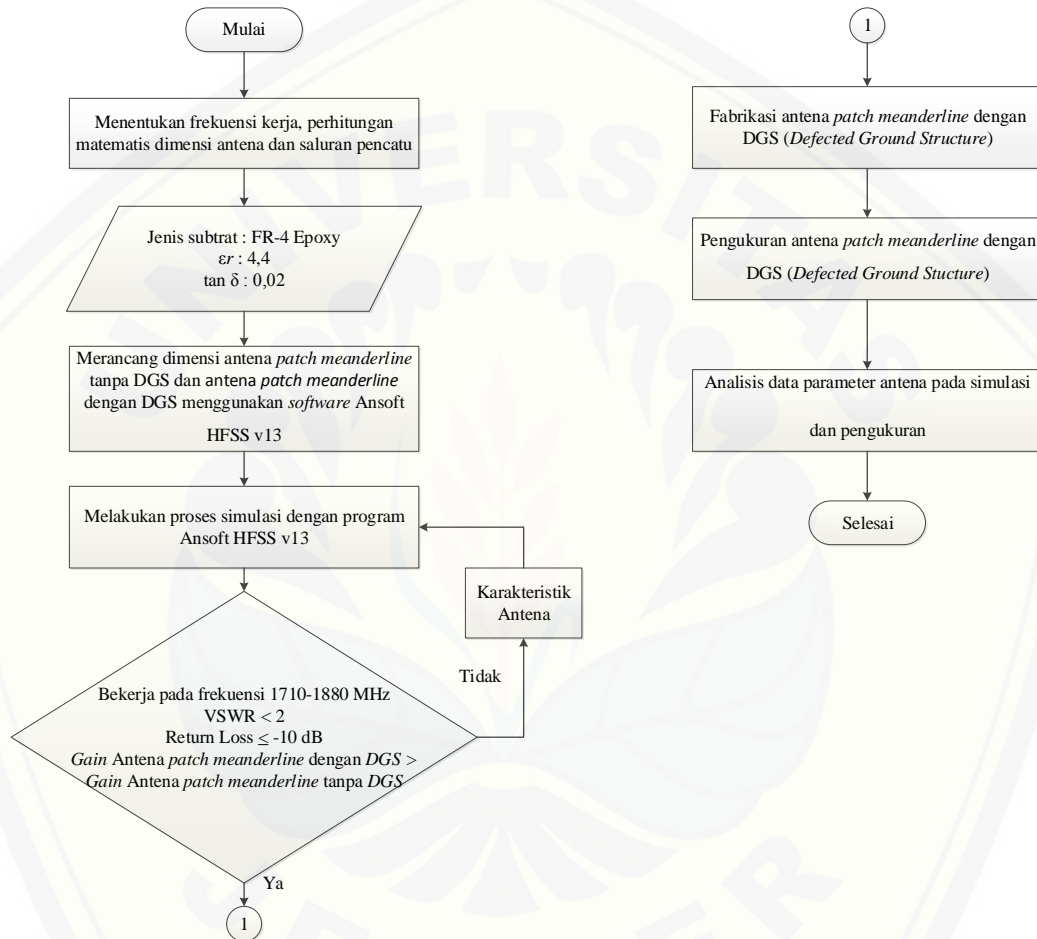 Mulai
Menentukan frekuensi kerja, perhitungan
matematis dimensi antena dan saluran pencatu
Jenis subtrat : FR-4 Epoxy
εr : 4,4
tan δ : 0,02
Merancang dimensi antena patch meanderline
tanpa DGS dan antena patch meanderline
dengan DGS menggunakan software Ansoft
HFSS v13
Melakukan proses simulasi dengan program
Ansoft HFSS v13
Karakteristik
Antena
Tidak
Bekerja pada frekuensi 1710-1880 MHz
VSWR < 2
Return Loss ≤ -10 dB
Gain Antena patch meanderline dengan DGS >
Gain Antena patch meanderline tanpa DGS
Ya
1
1
Fabrikasi antena patch meanderline dengan
DGS (Defected Ground Structure)
Pengukuran antena patch meanderline dengan
DGS (Defected Ground Stucture)
Analisis data parameter antena pada simulasi
dan pengukuran
Selesai
UNIVERSITAS